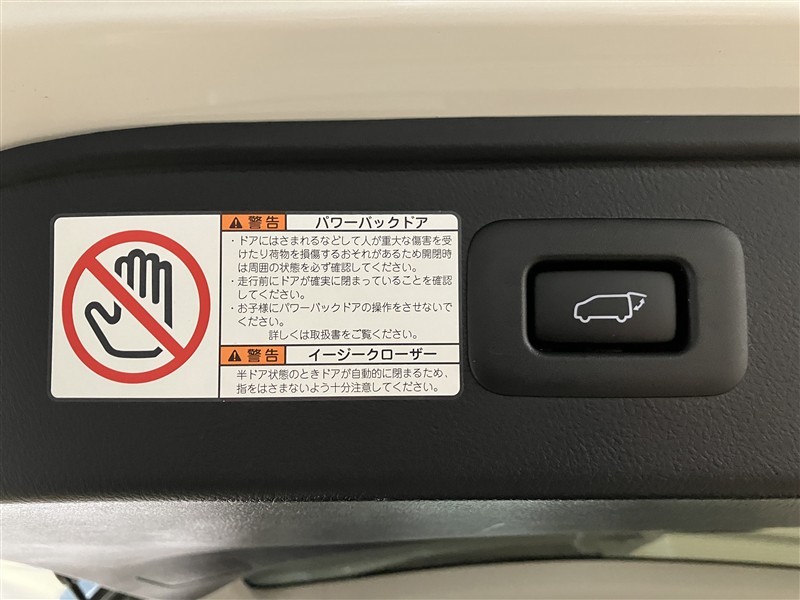 警告 パワーバックドア
・ドアにはさまれるなどして人が重大な傷害を受
けたり荷物を損傷するおそれがあるため開閉時
は周囲の状態を必ず確認してください。
・走行前にドアが確実に閉まっていることを確認
してください。
・お子様にパワーバックドアの操作をさせないで
ください。
詳しくは取扱書をご覧ください。
警告 イージークローザー
半ドア状態のときドアが自動的に閉まるため、
指をはさまないよう十分注意してください。